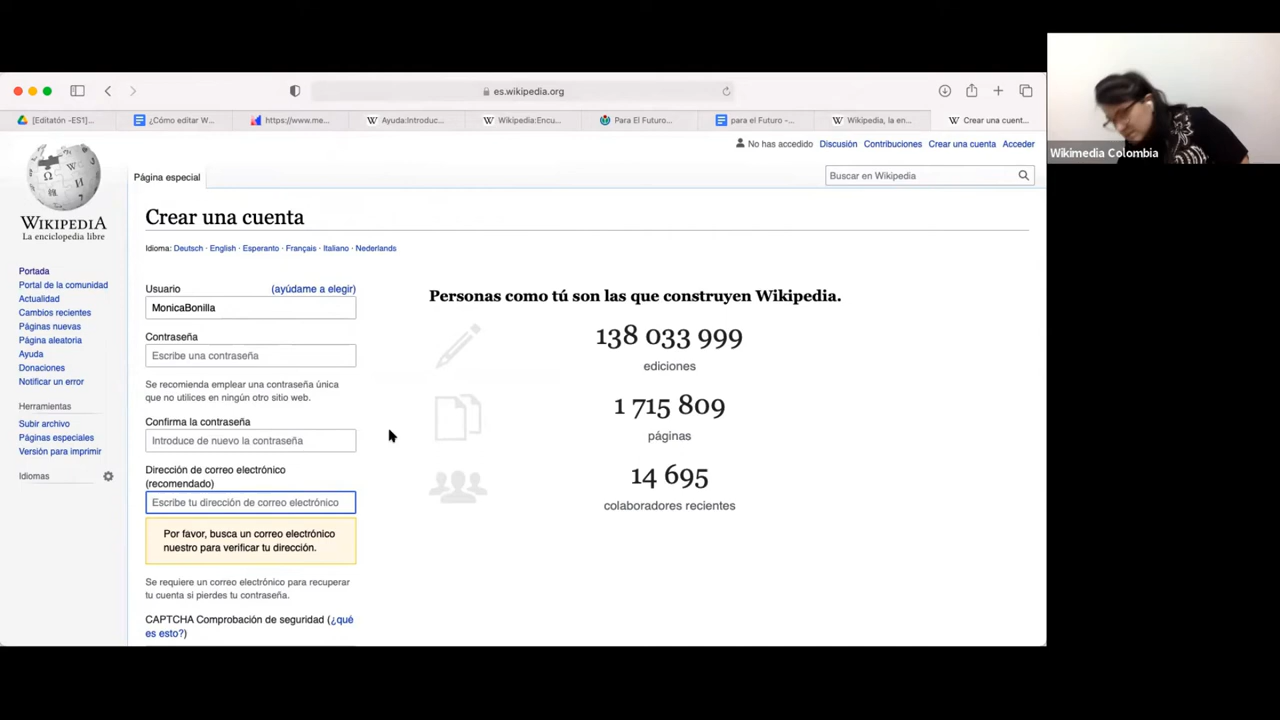 es.wikipedia.org
[Editatón -ES1]...
¿Cómo editar W...
https://www.me...
Ayuda:Introduc...
Wikipedia:Encu...
Para El Futuro...
para el Futuro -...
Wikipedia, la en...
Crear una cuent...
No has accedido Discusión Contribuciones Crear una cuenta Acceder
Wikimedia Colombia
WIKIPEDIA
La enciclopedia libre
Página especial
Buscar en Wikipedia
Crear una cuenta
Idioma: Deutsch · English · Esperanto · Français · Italiano · Nederlands
Portada
Portal de la comunidad
Actualidad
Cambios recientes
Páginas nuevas
Página aleatoria
Ayuda
Donaciones
Notificar un error
Herramientas
Subir archivo
Páginas especiales
Versión para imprimir
Idiomas
Usuario (ayúdame a elegir)
MonicaBonilla
Contraseña
Escribe una contraseña
Se recomienda emplear una contraseña única
que no utilices en ningún otro sitio web.
Confirma la contraseña
Introduce de nuevo la contraseña
Dirección de correo electrónico
(recomendado)
Escribe tu dirección de correo electrónico
Por favor, busca un correo electrónico
nuestro para verificar tu dirección.
Se requiere un correo electrónico para recuperar
tu cuenta si pierdes tu contraseña.
CAPTCHA Comprobación de seguridad (¿qué
es esto?)
Personas como tú son las que construyen Wikipedia.
138 033 999
ediciones
1 715 809
páginas
14 695
colaboradores recientes